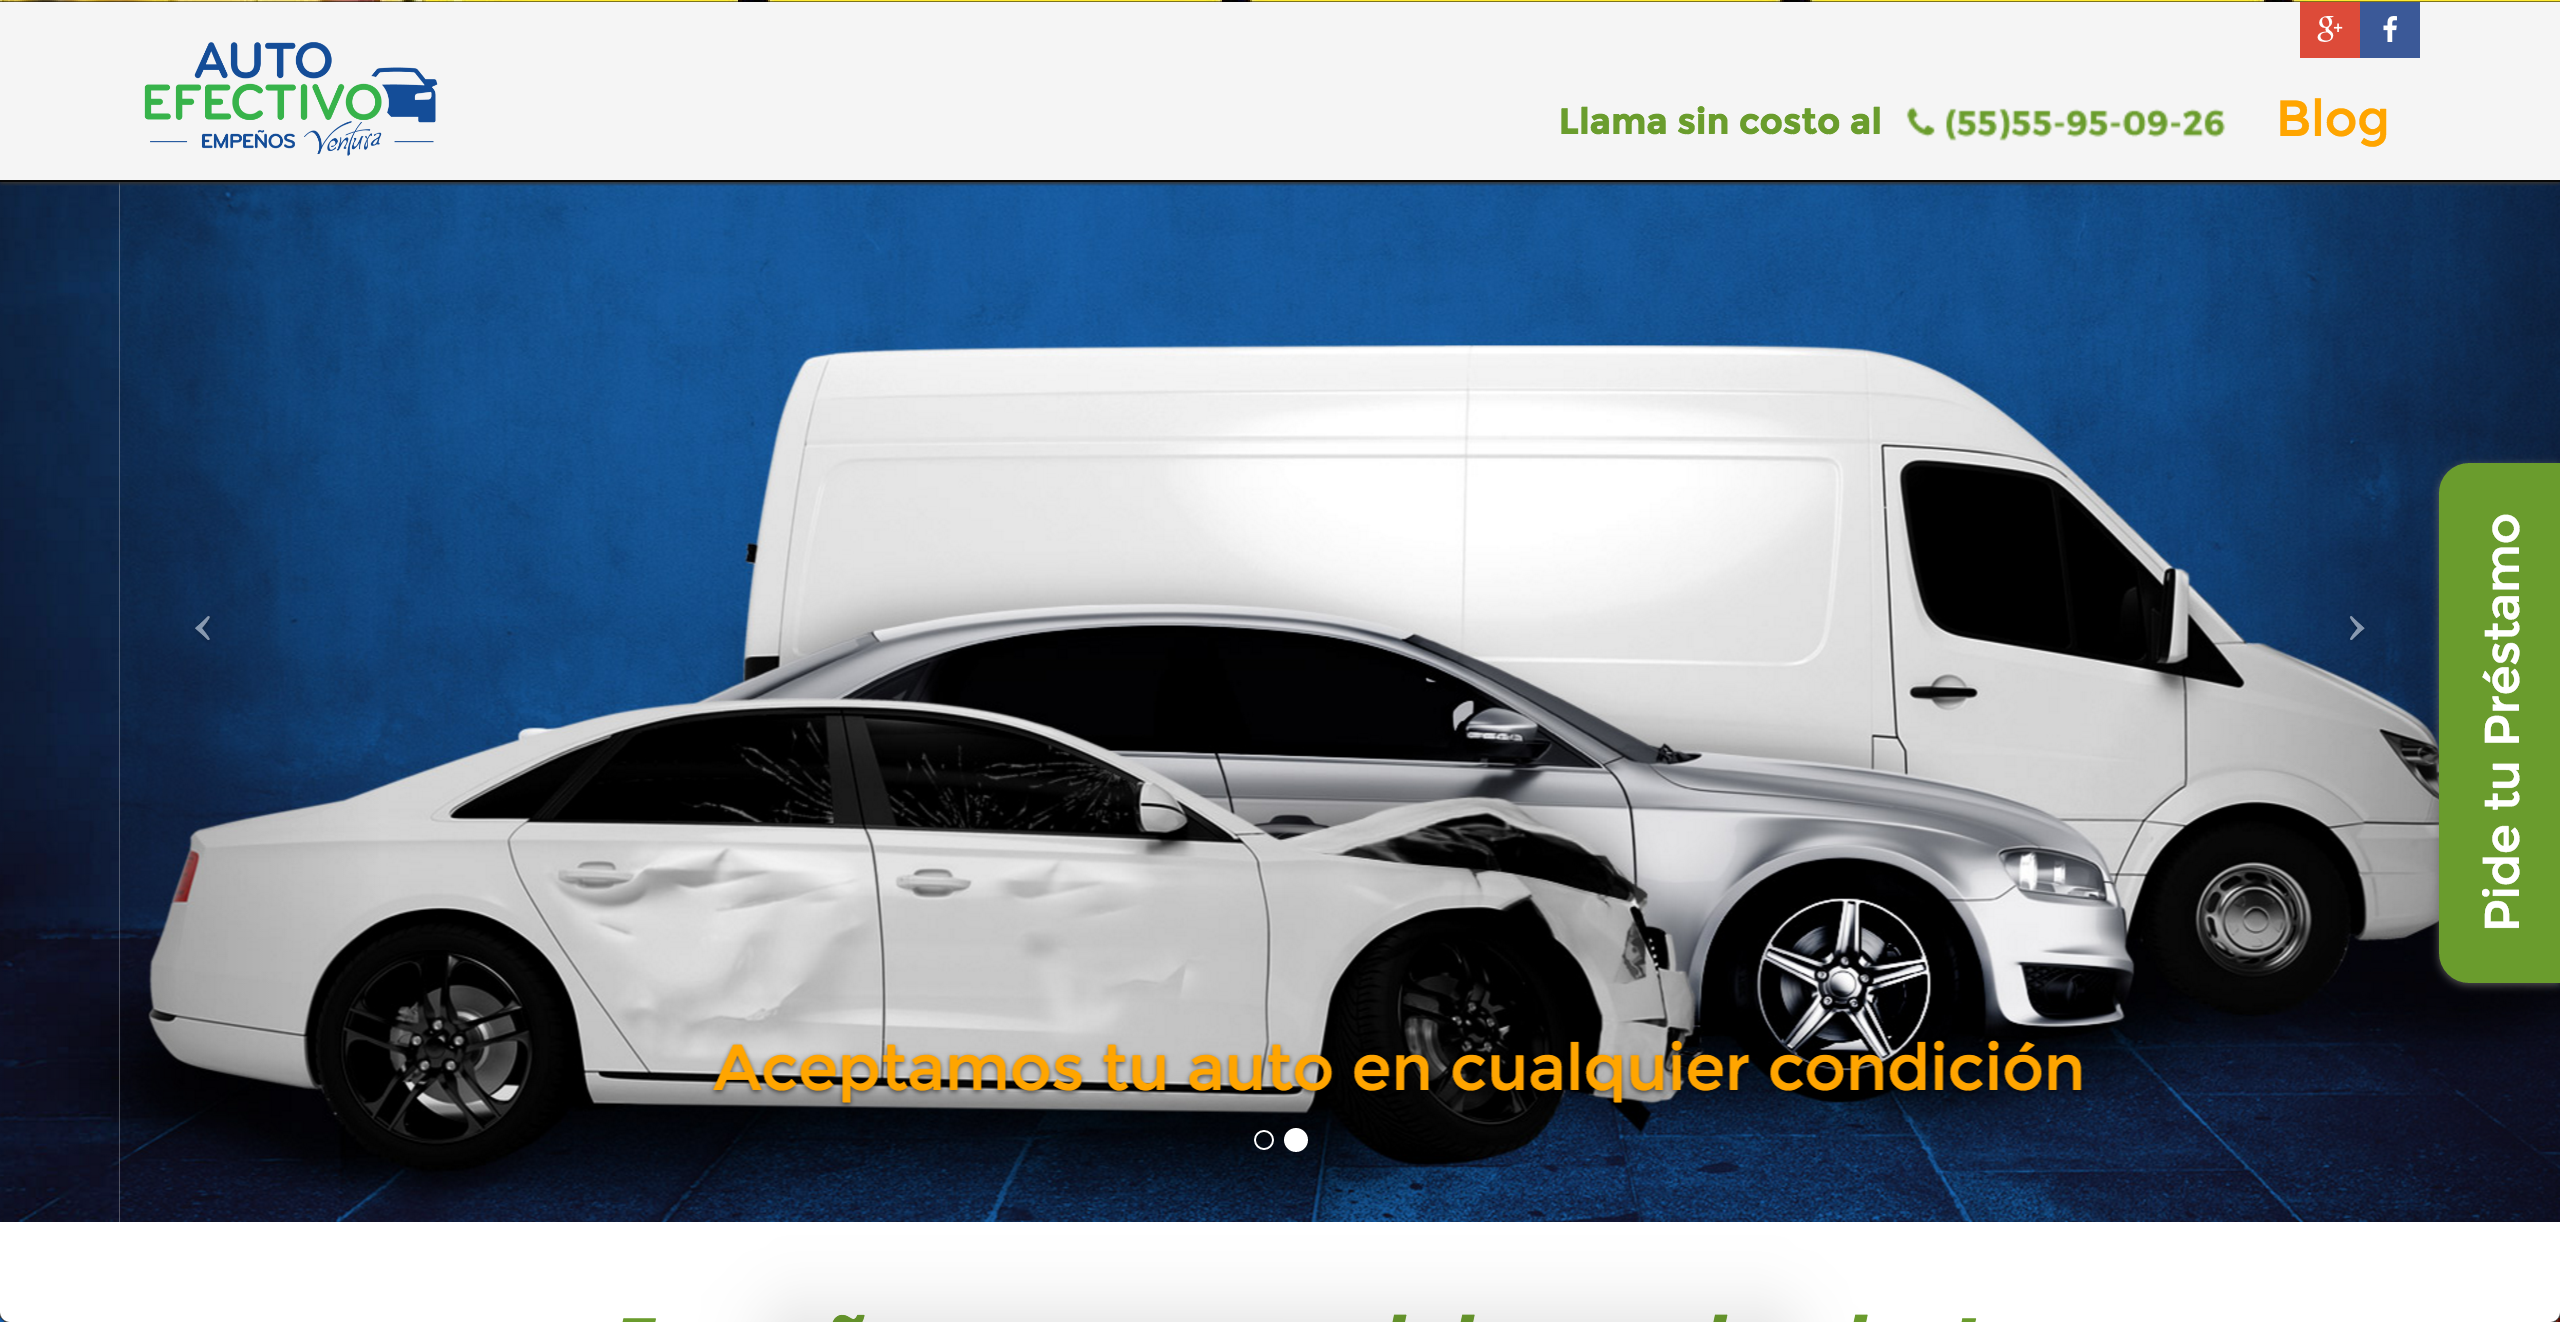 AUTO
EFECTIVO
EMPEÑOS Ventura
g+ f
Llama sin costo al (55)55-95-09-26 Blog
Pide tu Préstamo
Aceptamos tu auto en cualquier condición